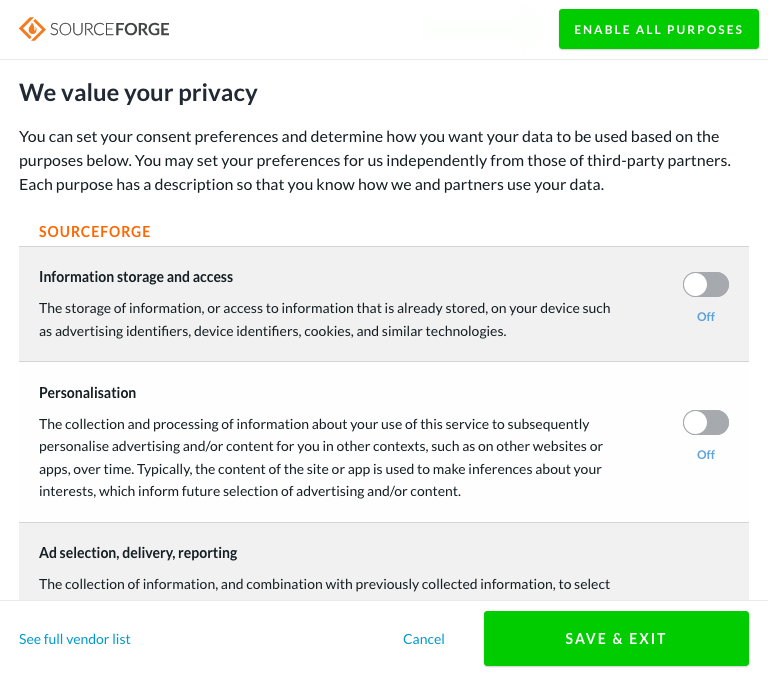 SOURCEFORGE
ENABLE ALL PURPOSES
We value your privacy
You can set your consent preferences and determine how you want your data to be used based on the
purposes below. You may set your preferences for us independently from those of third-party partners.
Each purpose has a description so that you know how we and partners use your data.
SOURCEFORGE
Information storage and access
The storage of information, or access to information that is already stored, on your device such
as advertising identifiers, device identifiers, cookies, and similar technologies.
Off
Personalisation
The collection and processing of information about your use of this service to subsequently
personalise advertising and/or content for you in other contexts, such as on other websites or
apps, over time. Typically, the content of the site or app is used to make inferences about your
interests, which inform future selection of advertising and/or content.
Off
Ad selection, delivery, reporting
The collection of information, and combination with previously collected information, to select
See full vendor list
Cancel
SAVE & EXIT